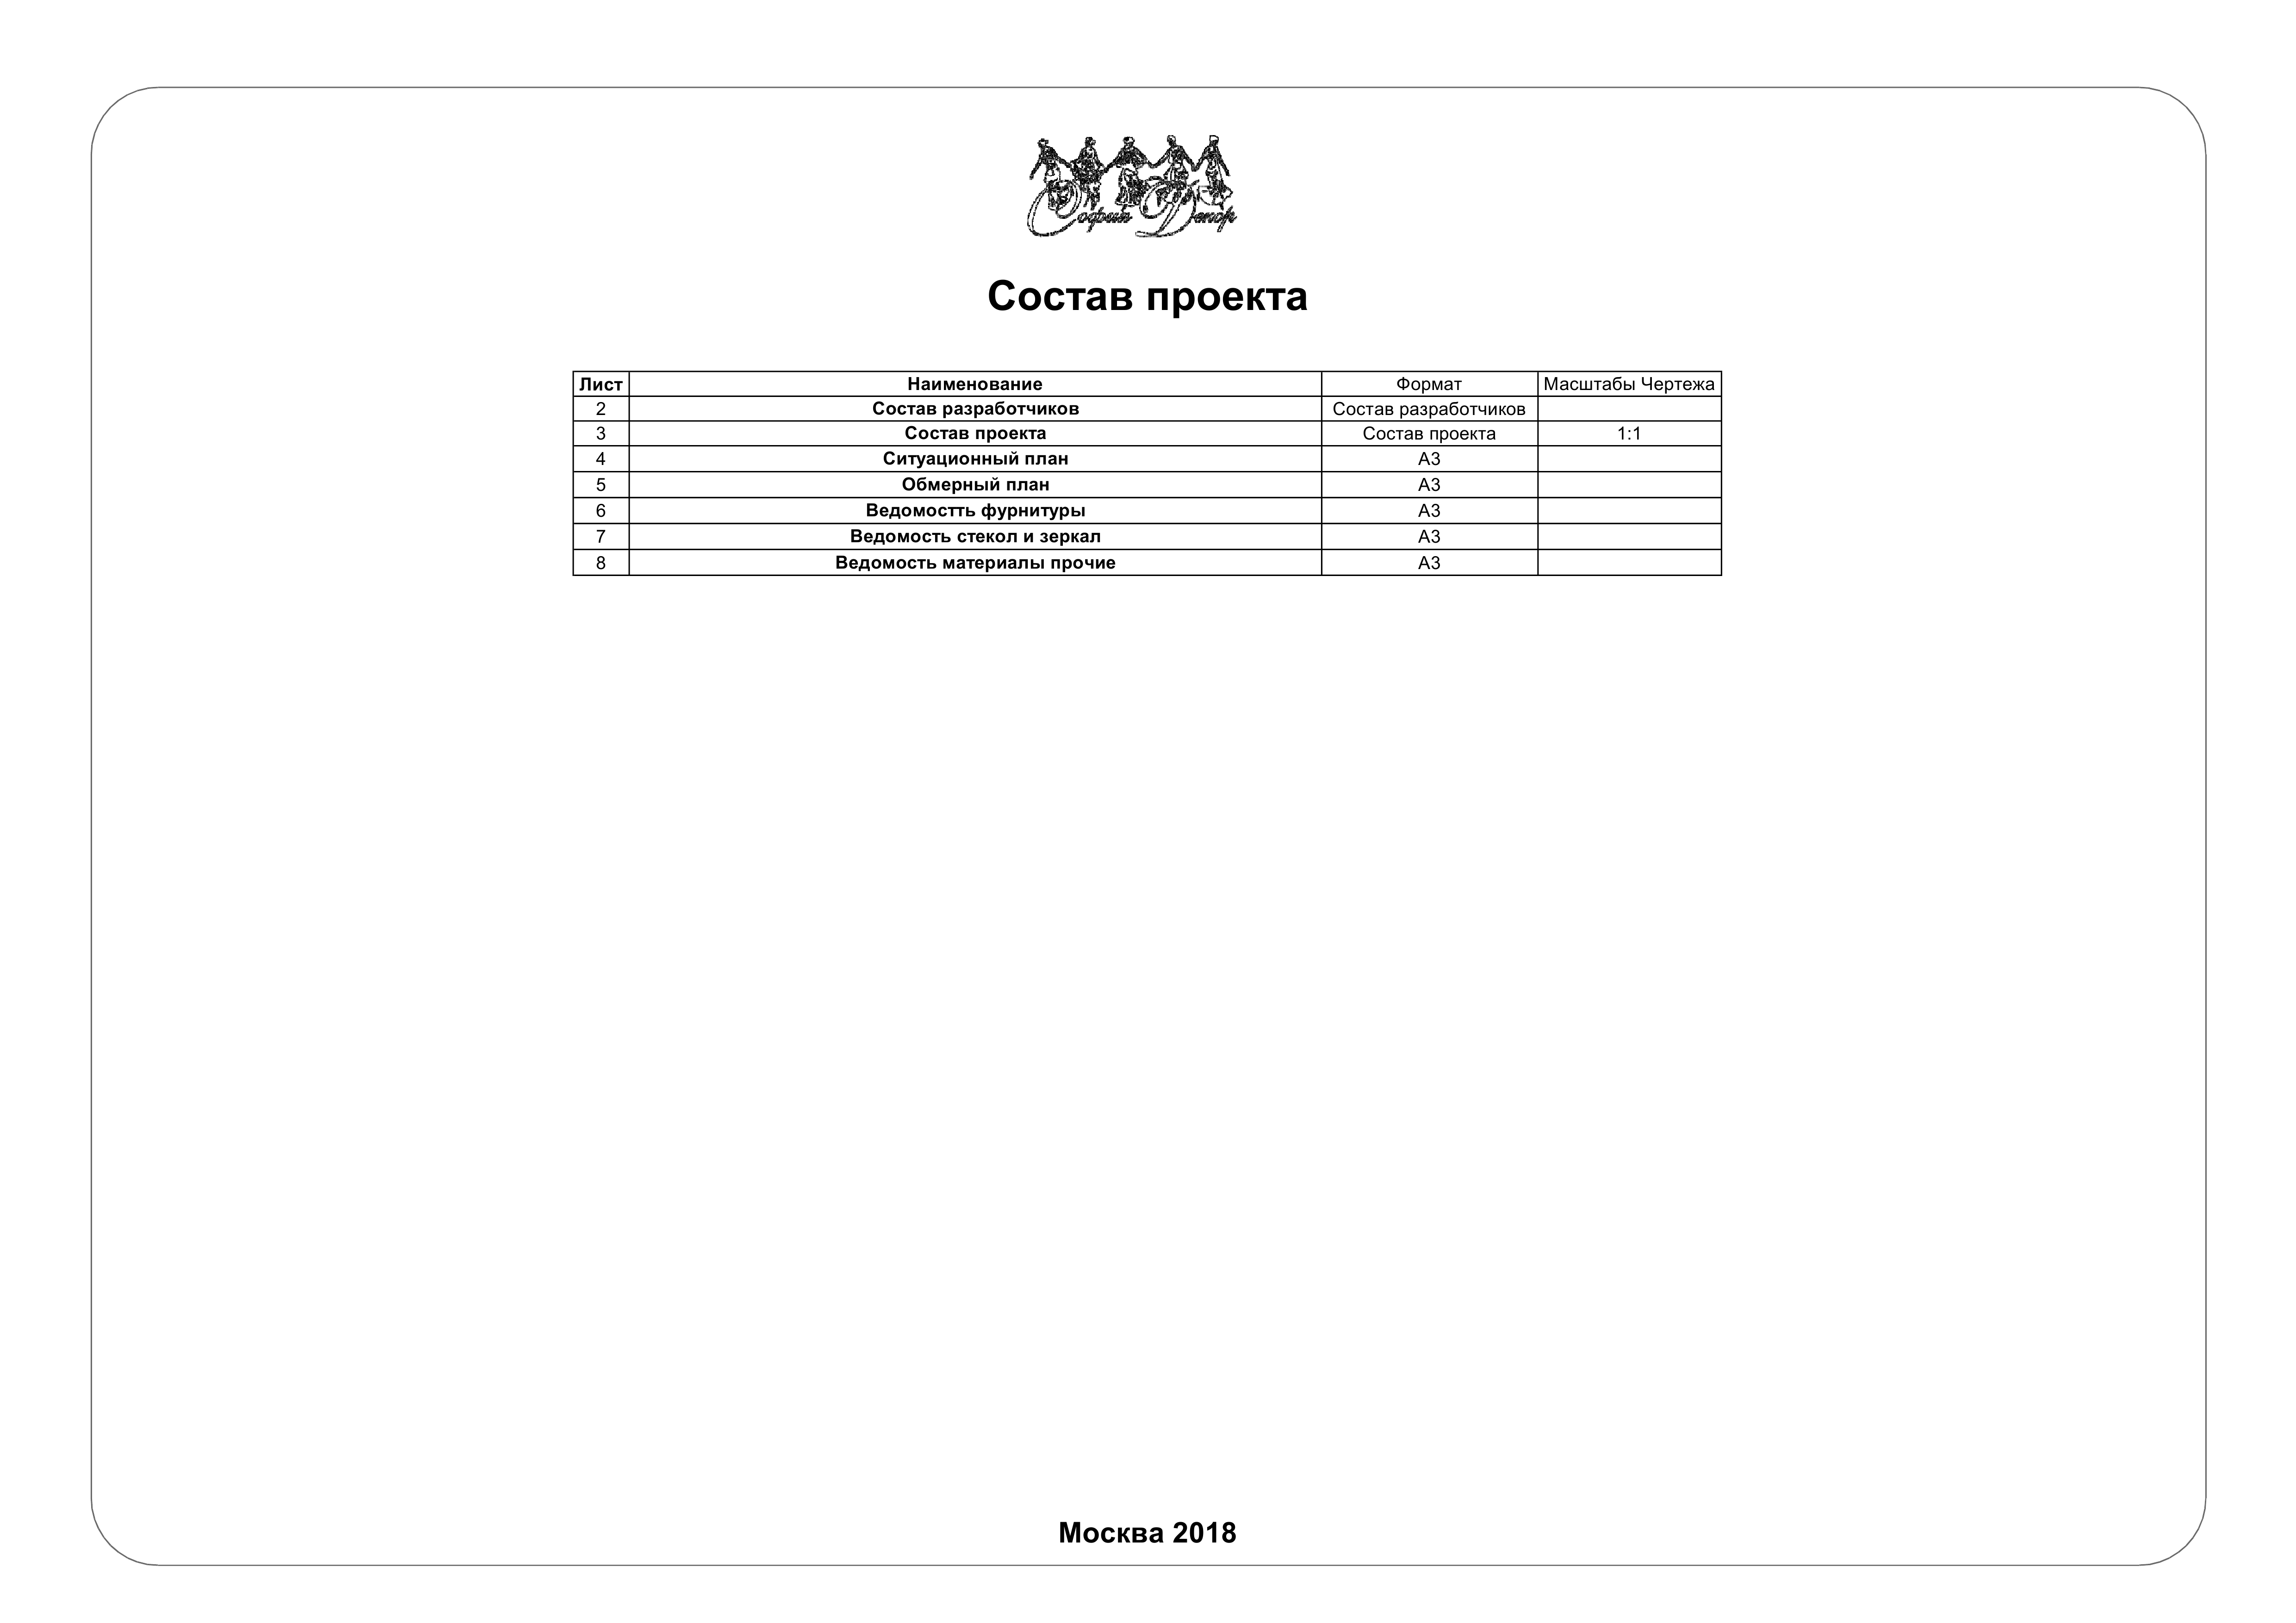 Софит Декор
Состав проекта
Лист Наименование Формат Масштабы Чертежа
2 Состав разработчиков Состав разработчиков
3 Состав проекта Состав проекта 1:1
4 Ситуационный план А3
5 Обмерный план А3
6 Ведомостть фурнитуры А3
7 Ведомость стекол и зеркал А3
8 Ведомость материалы прочие А3
Москва 2018